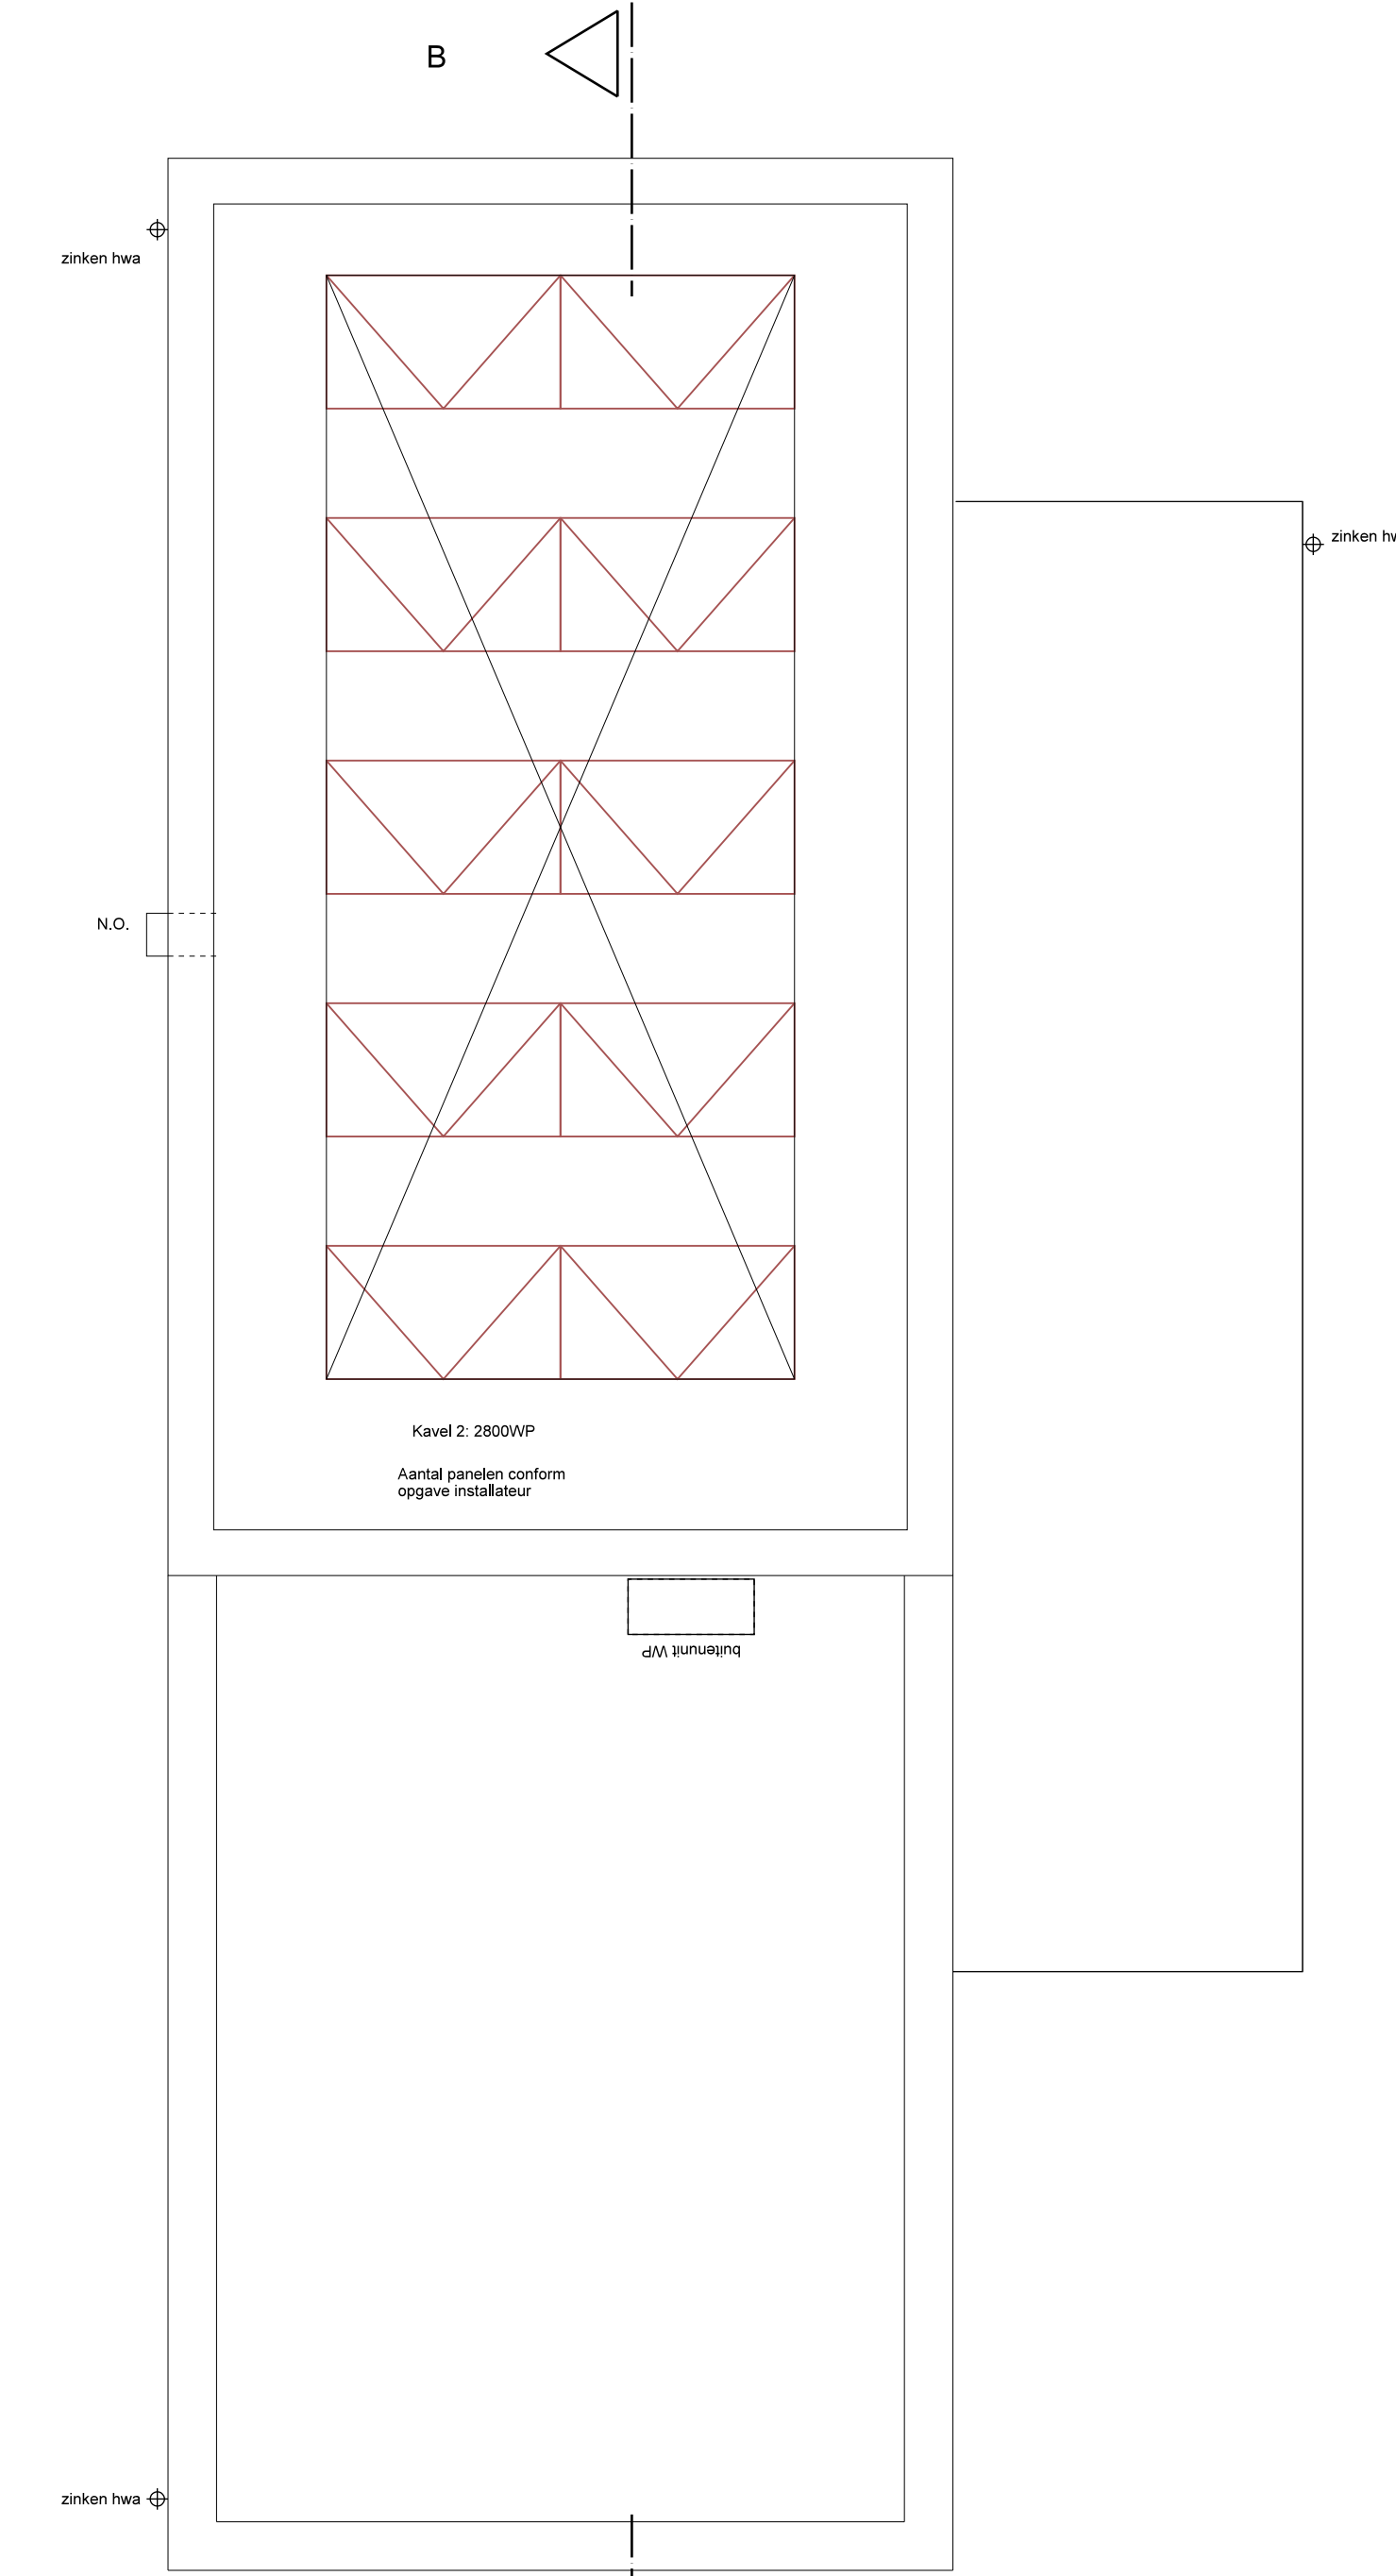 B
zinken hwa
zinken hw
N.O.
Kavel 2: 2800WP
Aantal panelen conform
opgave installateur
buitenunit WP
zinken hwa